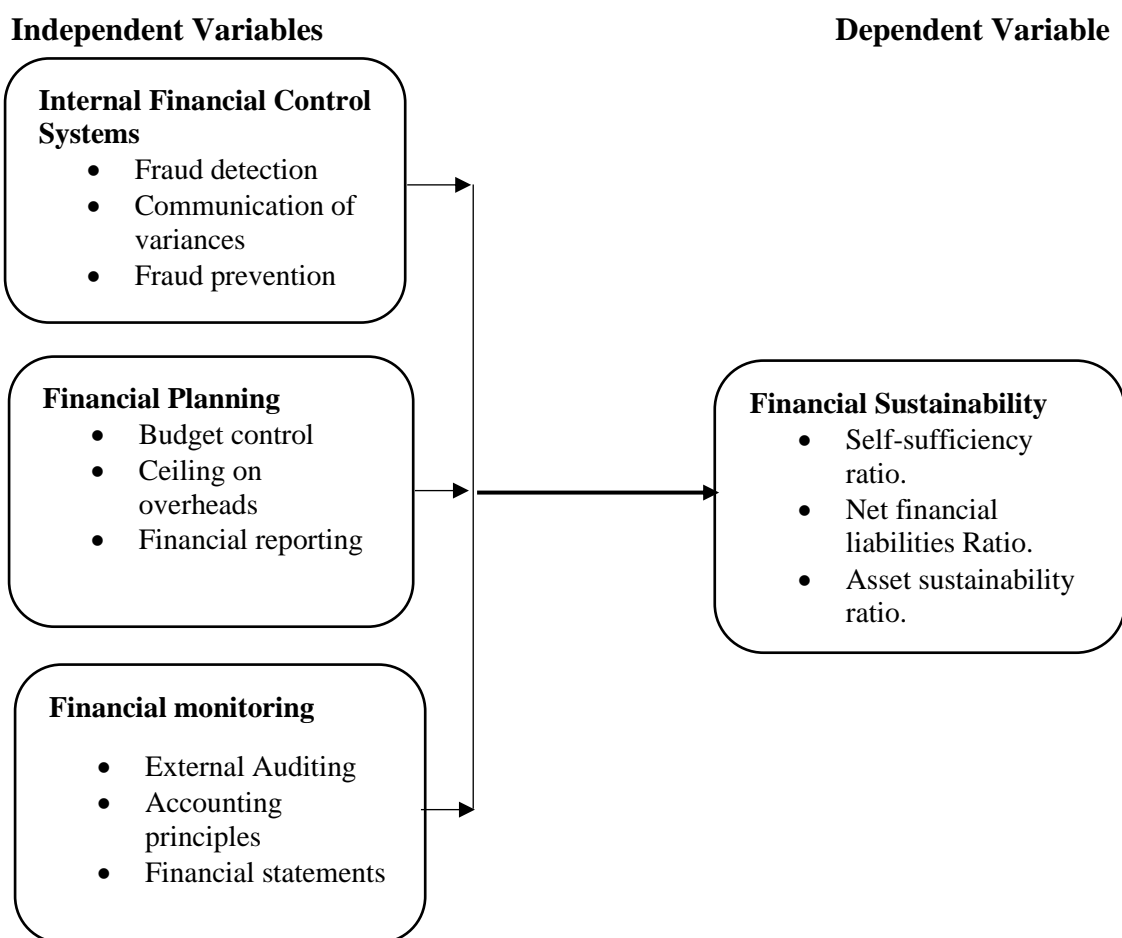 Independent Variables
Dependent Variable
Internal Financial Control
Systems
• Fraud detection
• Communication of
variances
• Fraud prevention
Financial Planning
• Budget control
• Ceiling on
overheads
• Financial reporting
Financial Sustainability
• Self-sufficiency
ratio.
• Net financial
liabilities Ratio.
• Asset sustainability
ratio.
Financial monitoring
• External Auditing
• Accounting
principles
• Financial statements